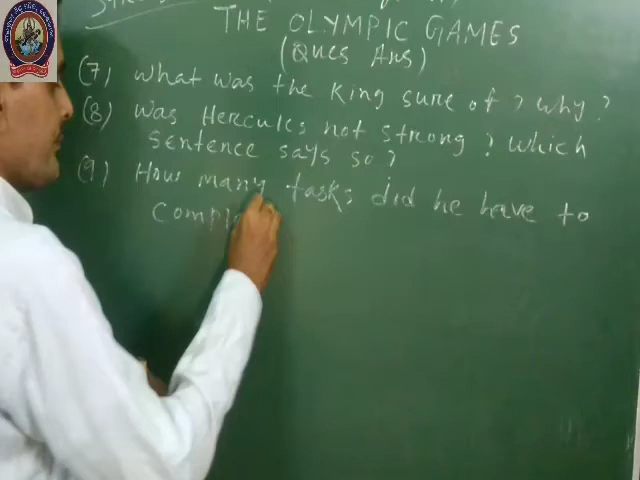 THE OLYMPIC GAMES
(Ques Ans)
(7) What was the King sure of ? Why ?
(8) Was Hercules not strong ? Which
sentence says so ?
(9) How many tasks did he have to